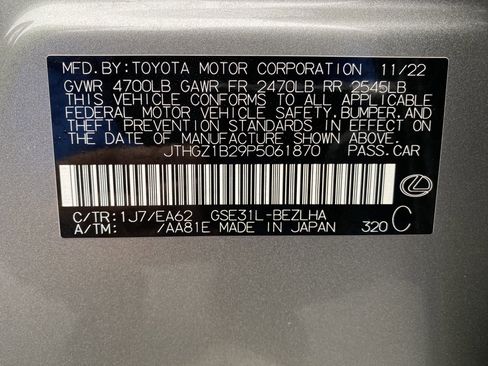 MFD.BY:TOYOTA MOTOR CORPORATION 11/22
GVWR 4700LB GAWR FR 2470LB RR 2545LB
THIS VEHICLE CONFORMS TO ALL APPLICABLE
FEDERAL MOTOR VEHICLE SAFETY,BUMPER,AND
THEFT PREVENTION STANDARDS IN EFFECT ON
THE DATE OF MANUFACTURE SHOWN ABOVE.
JTHGZ1B29P5061870 PASS.CAR
C/TR:1J7/EA62 GSE31L-BEZLHA
A/TM: /AA81E MADE IN JAPAN 320 C